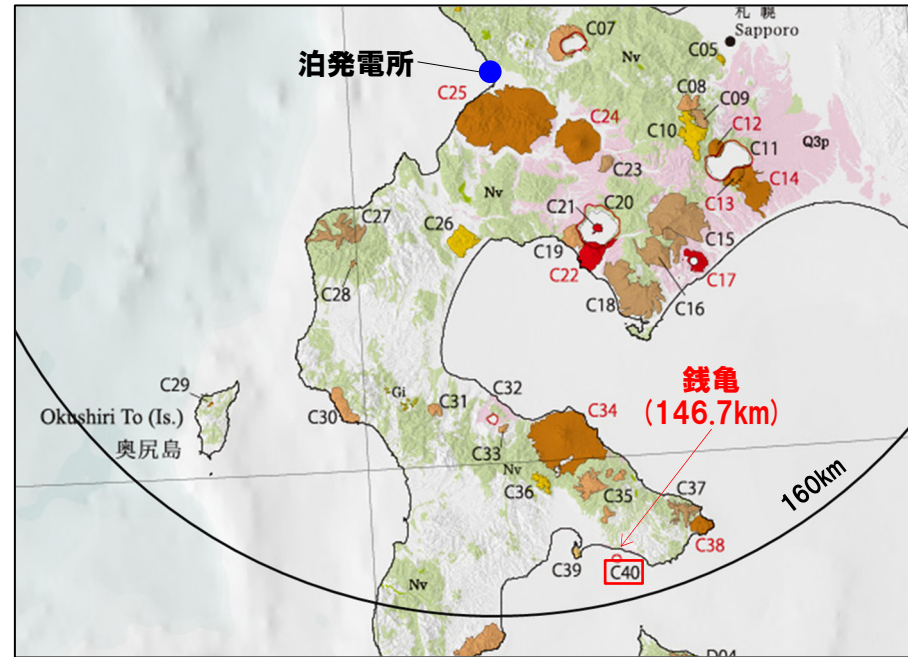 札 幌
Sapporo
C07
Nv
C05
泊発電所
C25
C24
C08
C09
C10
C12
C11
Q3p
C23
C14
C13
Nv
C27
C26
C21
C20
C19
C15
C22
C17
C28
C18
C16
C29
Okushiri To (Is.)
奥尻島
C30
Gi
C31
C32
C33
C34
銭亀
(146.7km)
Nv
C36
C35
C37
160km
C38
C39
C40
Nv
D04